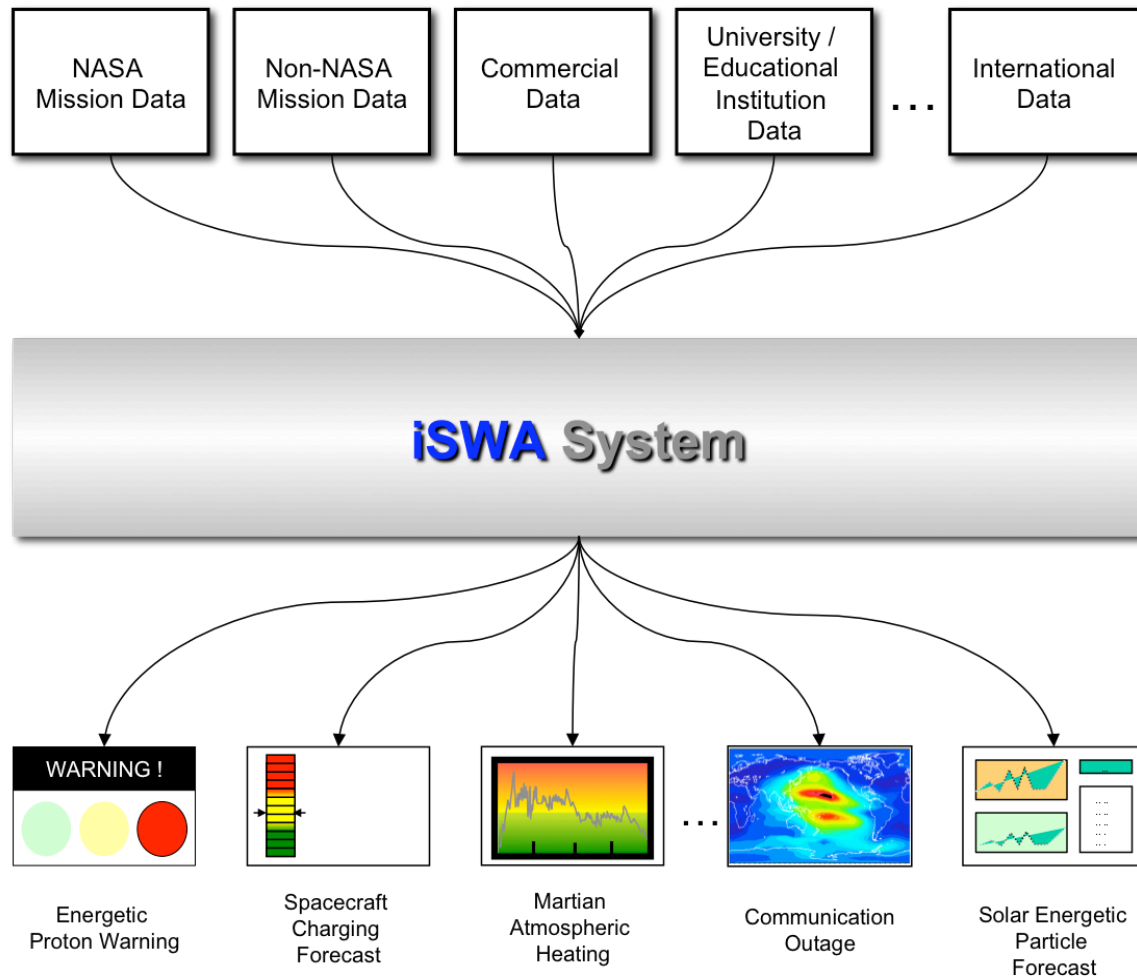 NASA
Mission Data
Non-NASA
Mission Data
Commercial
Data
University /
Educational
Institution
Data
...
International
Data
iSWA System
WARNING !
...
Energetic
Proton Warning
Spacecraft
Charging
Forecast
Martian
Atmospheric
Heating
Communication
Outage
Solar Energetic
Particle
Forecast